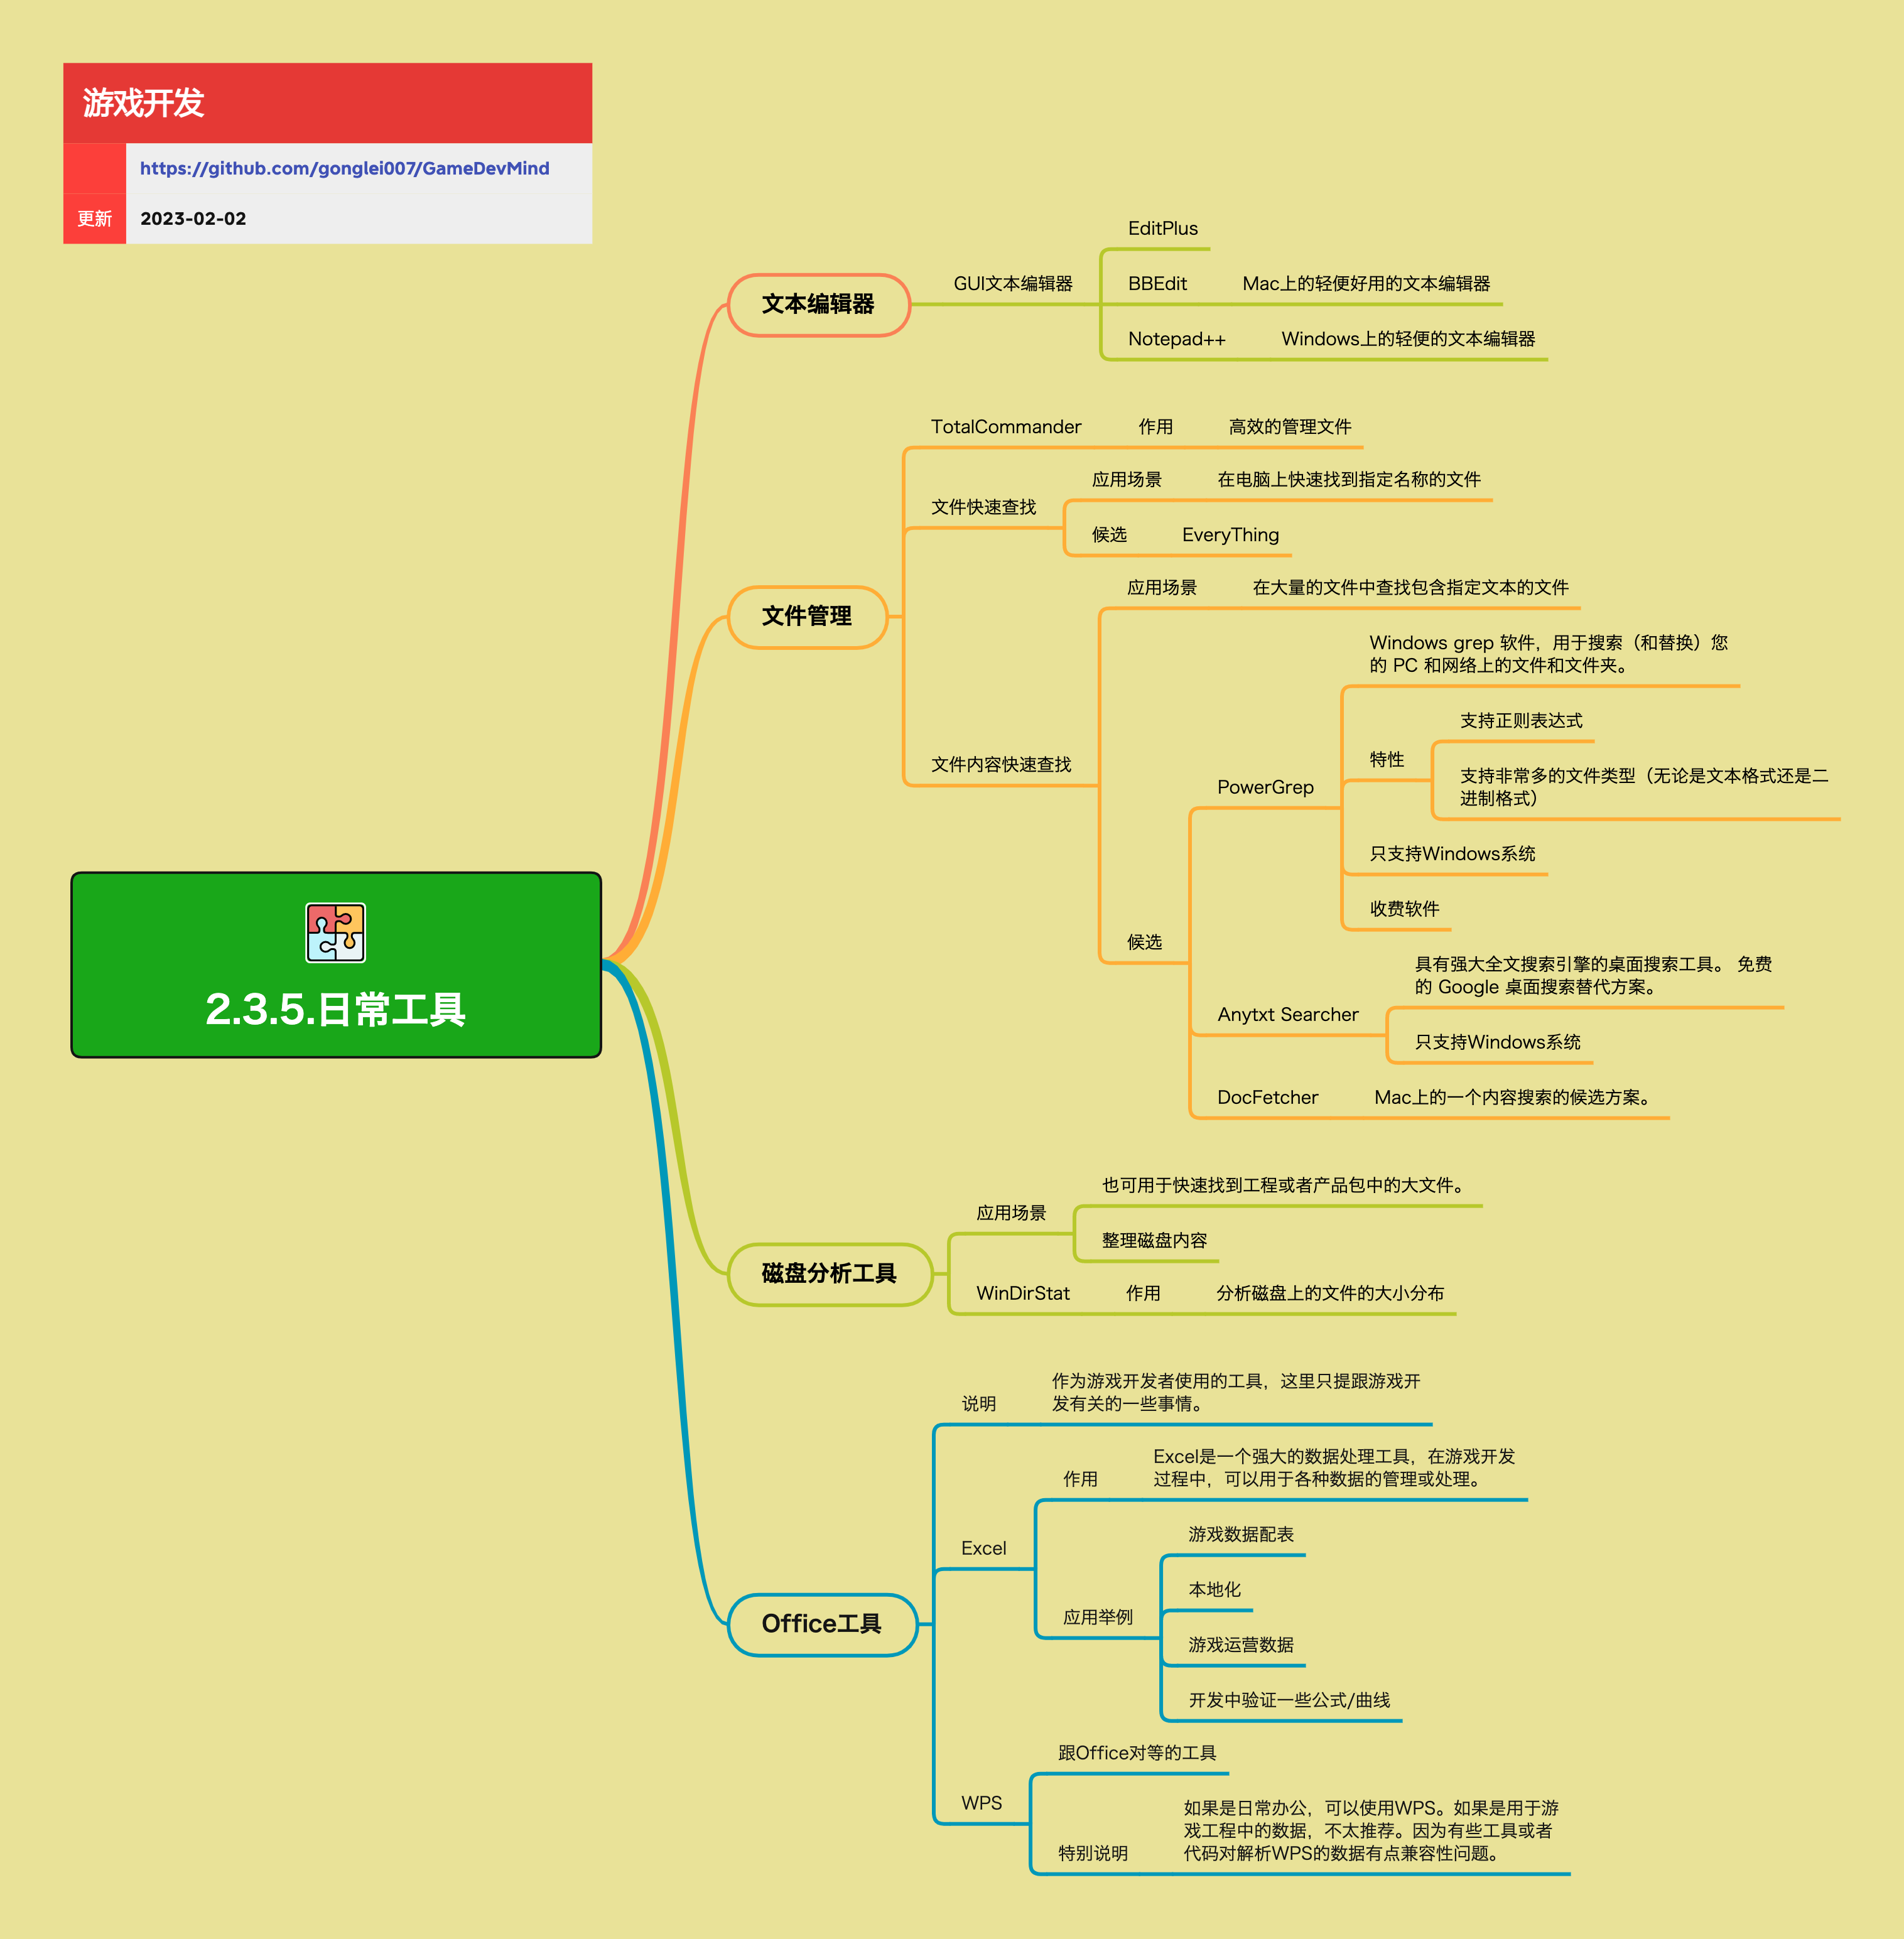 游戏开发
https://github.com/gonglei007/GameDevMind
更新
2023-02-02
2.3.5.日常工具
文本编辑器
GUI文本编辑器
EditPlus
BBEdit
Mac上的轻便好用的文本编辑器
Notepad++
Windows上的轻便的文本编辑器
文件管理
TotalCommander
作用
高效的管理文件
文件快速查找
应用场景
在电脑上快速找到指定名称的文件
候选
EveryThing
文件内容快速查找
应用场景
在大量的文件中查找包含指定文本的文件
候选
PowerGrep
Windows grep 软件，用于搜索（和替换）您
的 PC 和网络上的文件和文件夹。
特性
支持正则表达式
支持非常多的文件类型（无论是文本格式还是二
进制格式）
只支持Windows系统
收费软件
Anytxt Searcher
具有强大全文搜索引擎的桌面搜索工具。 免费
的 Google 桌面搜索替代方案。
只支持Windows系统
DocFetcher
Mac上的一个内容搜索的候选方案。
磁盘分析工具
应用场景
也可用于快速找到工程或者产品包中的大文件。
整理磁盘内容
WinDirStat
作用
分析磁盘上的文件的大小分布
Office工具
说明
作为游戏开发者使用的工具，这里只提跟游戏开
发有关的一些事情。
Excel
作用
Excel是一个强大的数据处理工具，在游戏开发
过程中，可以用于各种数据的管理或处理。
应用举例
游戏数据配表
本地化
游戏运营数据
开发中验证一些公式/曲线
WPS
跟Office对等的工具
特别说明
如果是日常办公，可以使用WPS。如果是用于游
戏工程中的数据，不太推荐。因为有些工具或者
代码对解析WPS的数据有点兼容性问题。